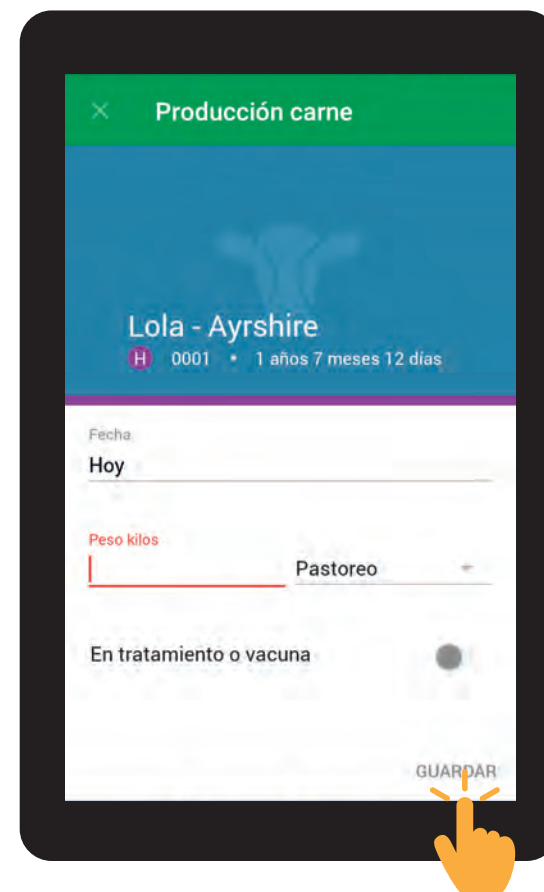 Producción carne
Lola - Ayrshire
H 0001 • 1 años 7 meses 12 días
Fecha
Hoy
Peso kilos
Pastoreo
En tratamiento o vacuna
GUARDAR